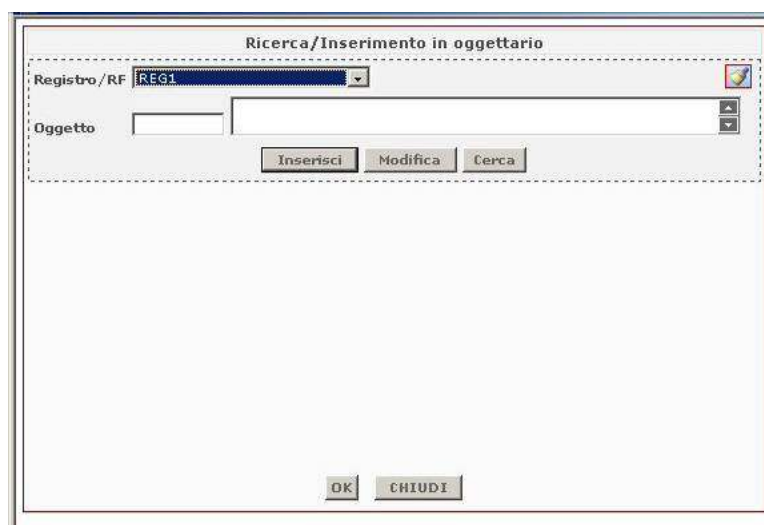 Ricerca/Inserimento in oggettario
Registro/RF REG1
Oggetto
Inserisci Modifica Cerca
OK CHIUDI